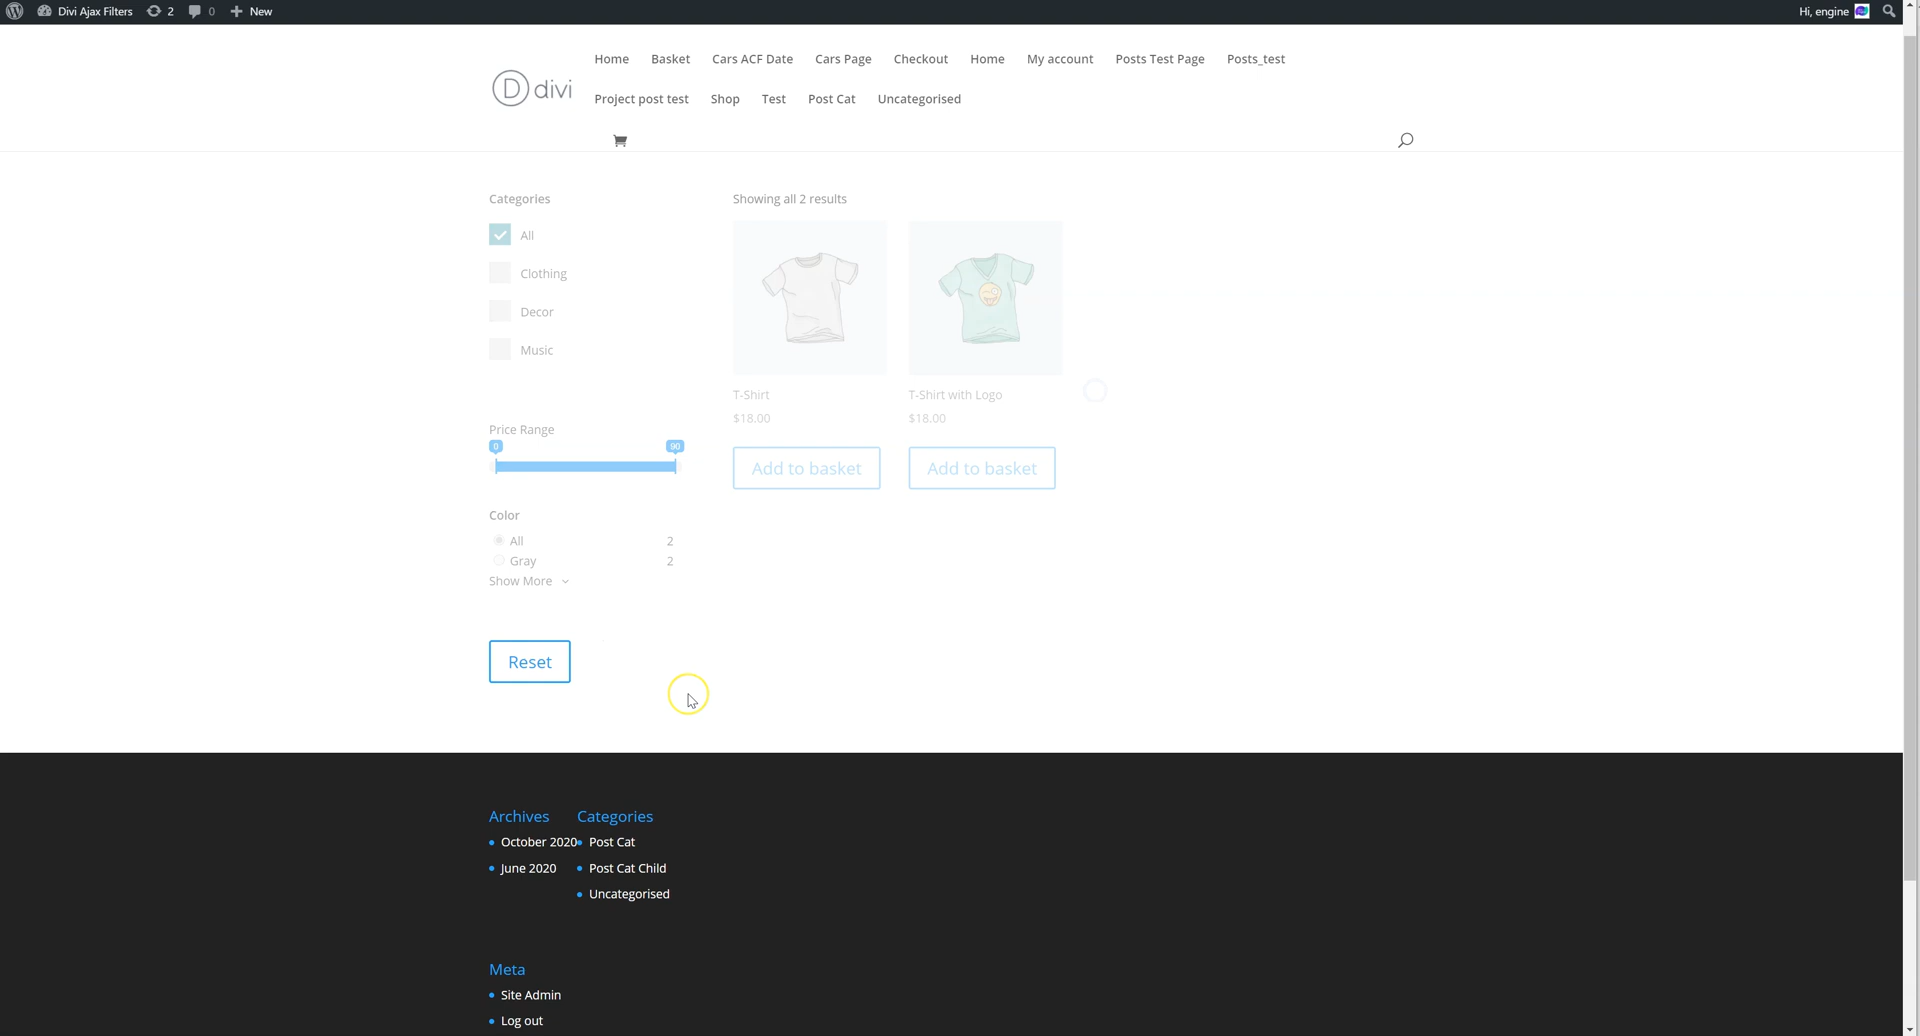 Divi Ajax Filters 2 0 New Hi, engine
Home Basket Cars ACF Date Cars Page Checkout Home My account Posts Test Page Posts_test
D divi
Project post test Shop Test Post Cat Uncategorised
Categories
All
Clothing
Decor
Music
Price Range
0 90
Color
All 2
Gray 2
Show More
Reset
Showing all 2 results
T-Shirt
$18.00
Add to basket
T-Shirt with Logo
$18.00
Add to basket
Archives
October 2020
June 2020
Categories
Post Cat
Post Cat Child
Uncategorised
Meta
Site Admin
Log out